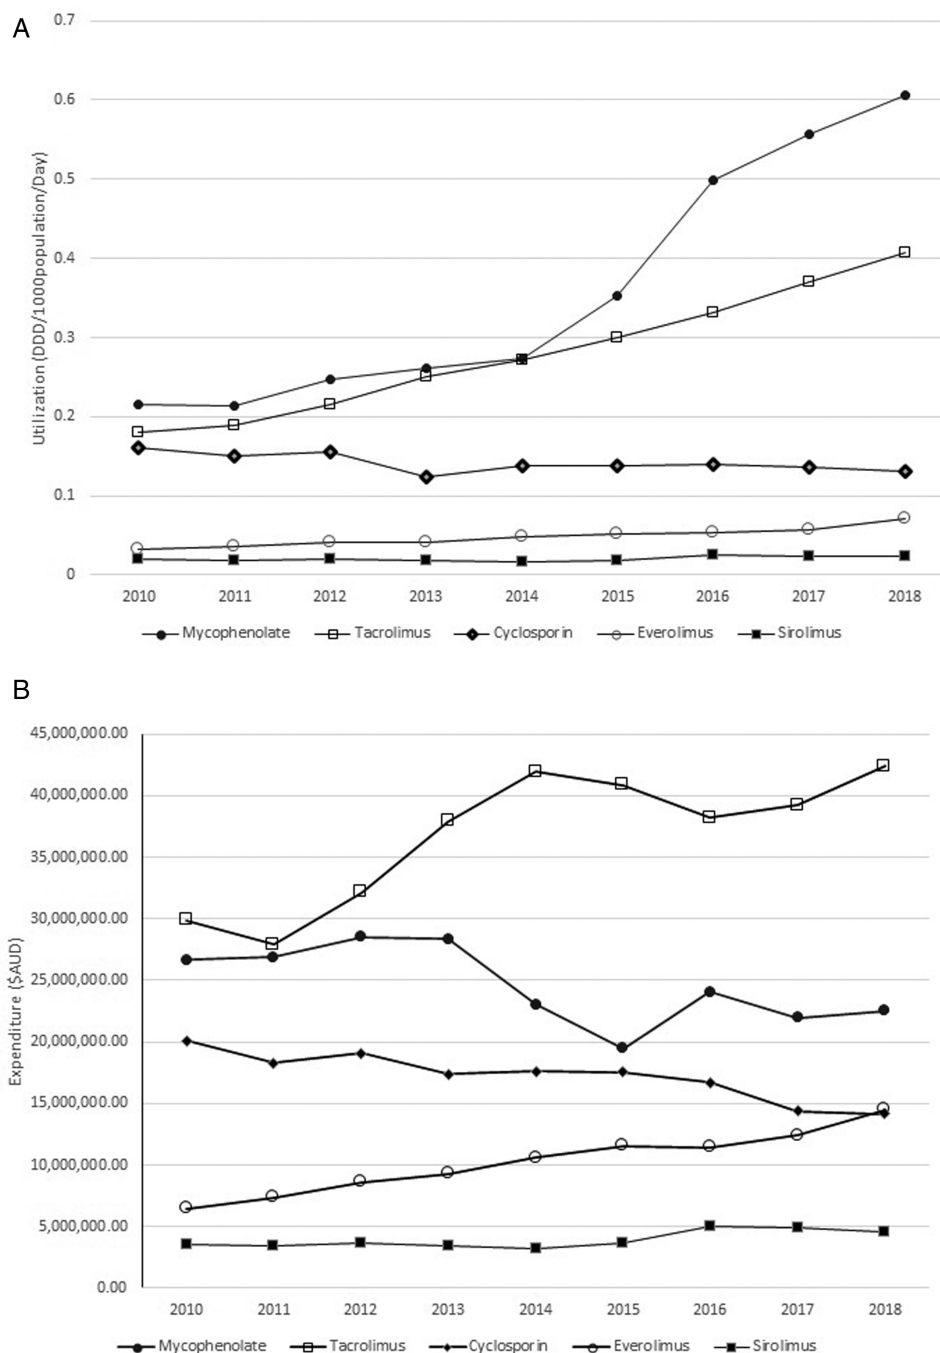 A
0.7
0.6
0.5
0.4
0.3
0.2
0.1
0
Utilization (DDD/1000population/Day)
2010 2011 2012 2013 2014 2015 2016 2017 2018
Mycophenolate Tacrolimus Cyclosporin Everolimus Sirolimus
B
45,000,000.00
40,000,000.00
35,000,000.00
30,000,000.00
25,000,000.00
20,000,000.00
15,000,000.00
10,000,000.00
5,000,000.00
0.00
Expenditure ($AUD)
2010 2011 2012 2013 2014 2015 2016 2017 2018
Mycophenolate Tacrolimus Cyclosporin Everolimus Sirolimus